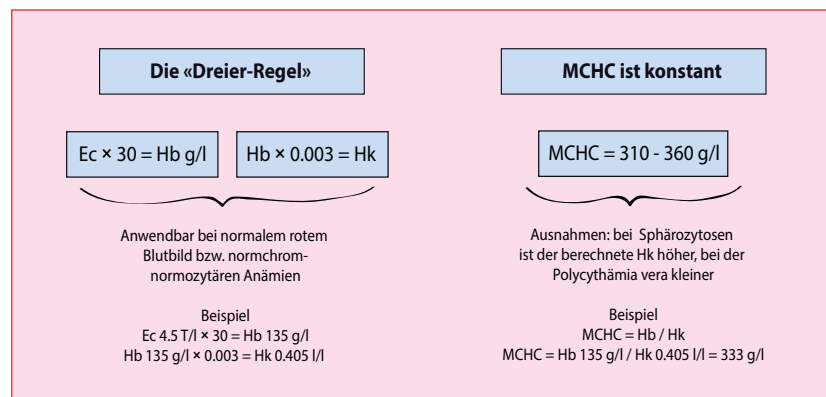 Die «Dreier-Regel»
Ec × 30 = Hb g/l
Hb × 0.003 = Hk
Anwendbar bei normalem rotem
Blutbild bzw. normchrom-
normozytären Anämien
Beispiel
Ec 4.5 T/l × 30 = Hb 135 g/l
Hb 135 g/l × 0.003 = Hk 0.405 l/l
MCHC ist konstant
MCHC = 310 - 360 g/l
Ausnahmen: bei Sphärozytosen
ist der berechnete Hk höher, bei der
Polycythämia vera kleiner
Beispiel
MCHC = Hb / Hk
MCHC = Hb 135 g/l / Hk 0.405 l/l = 333 g/l